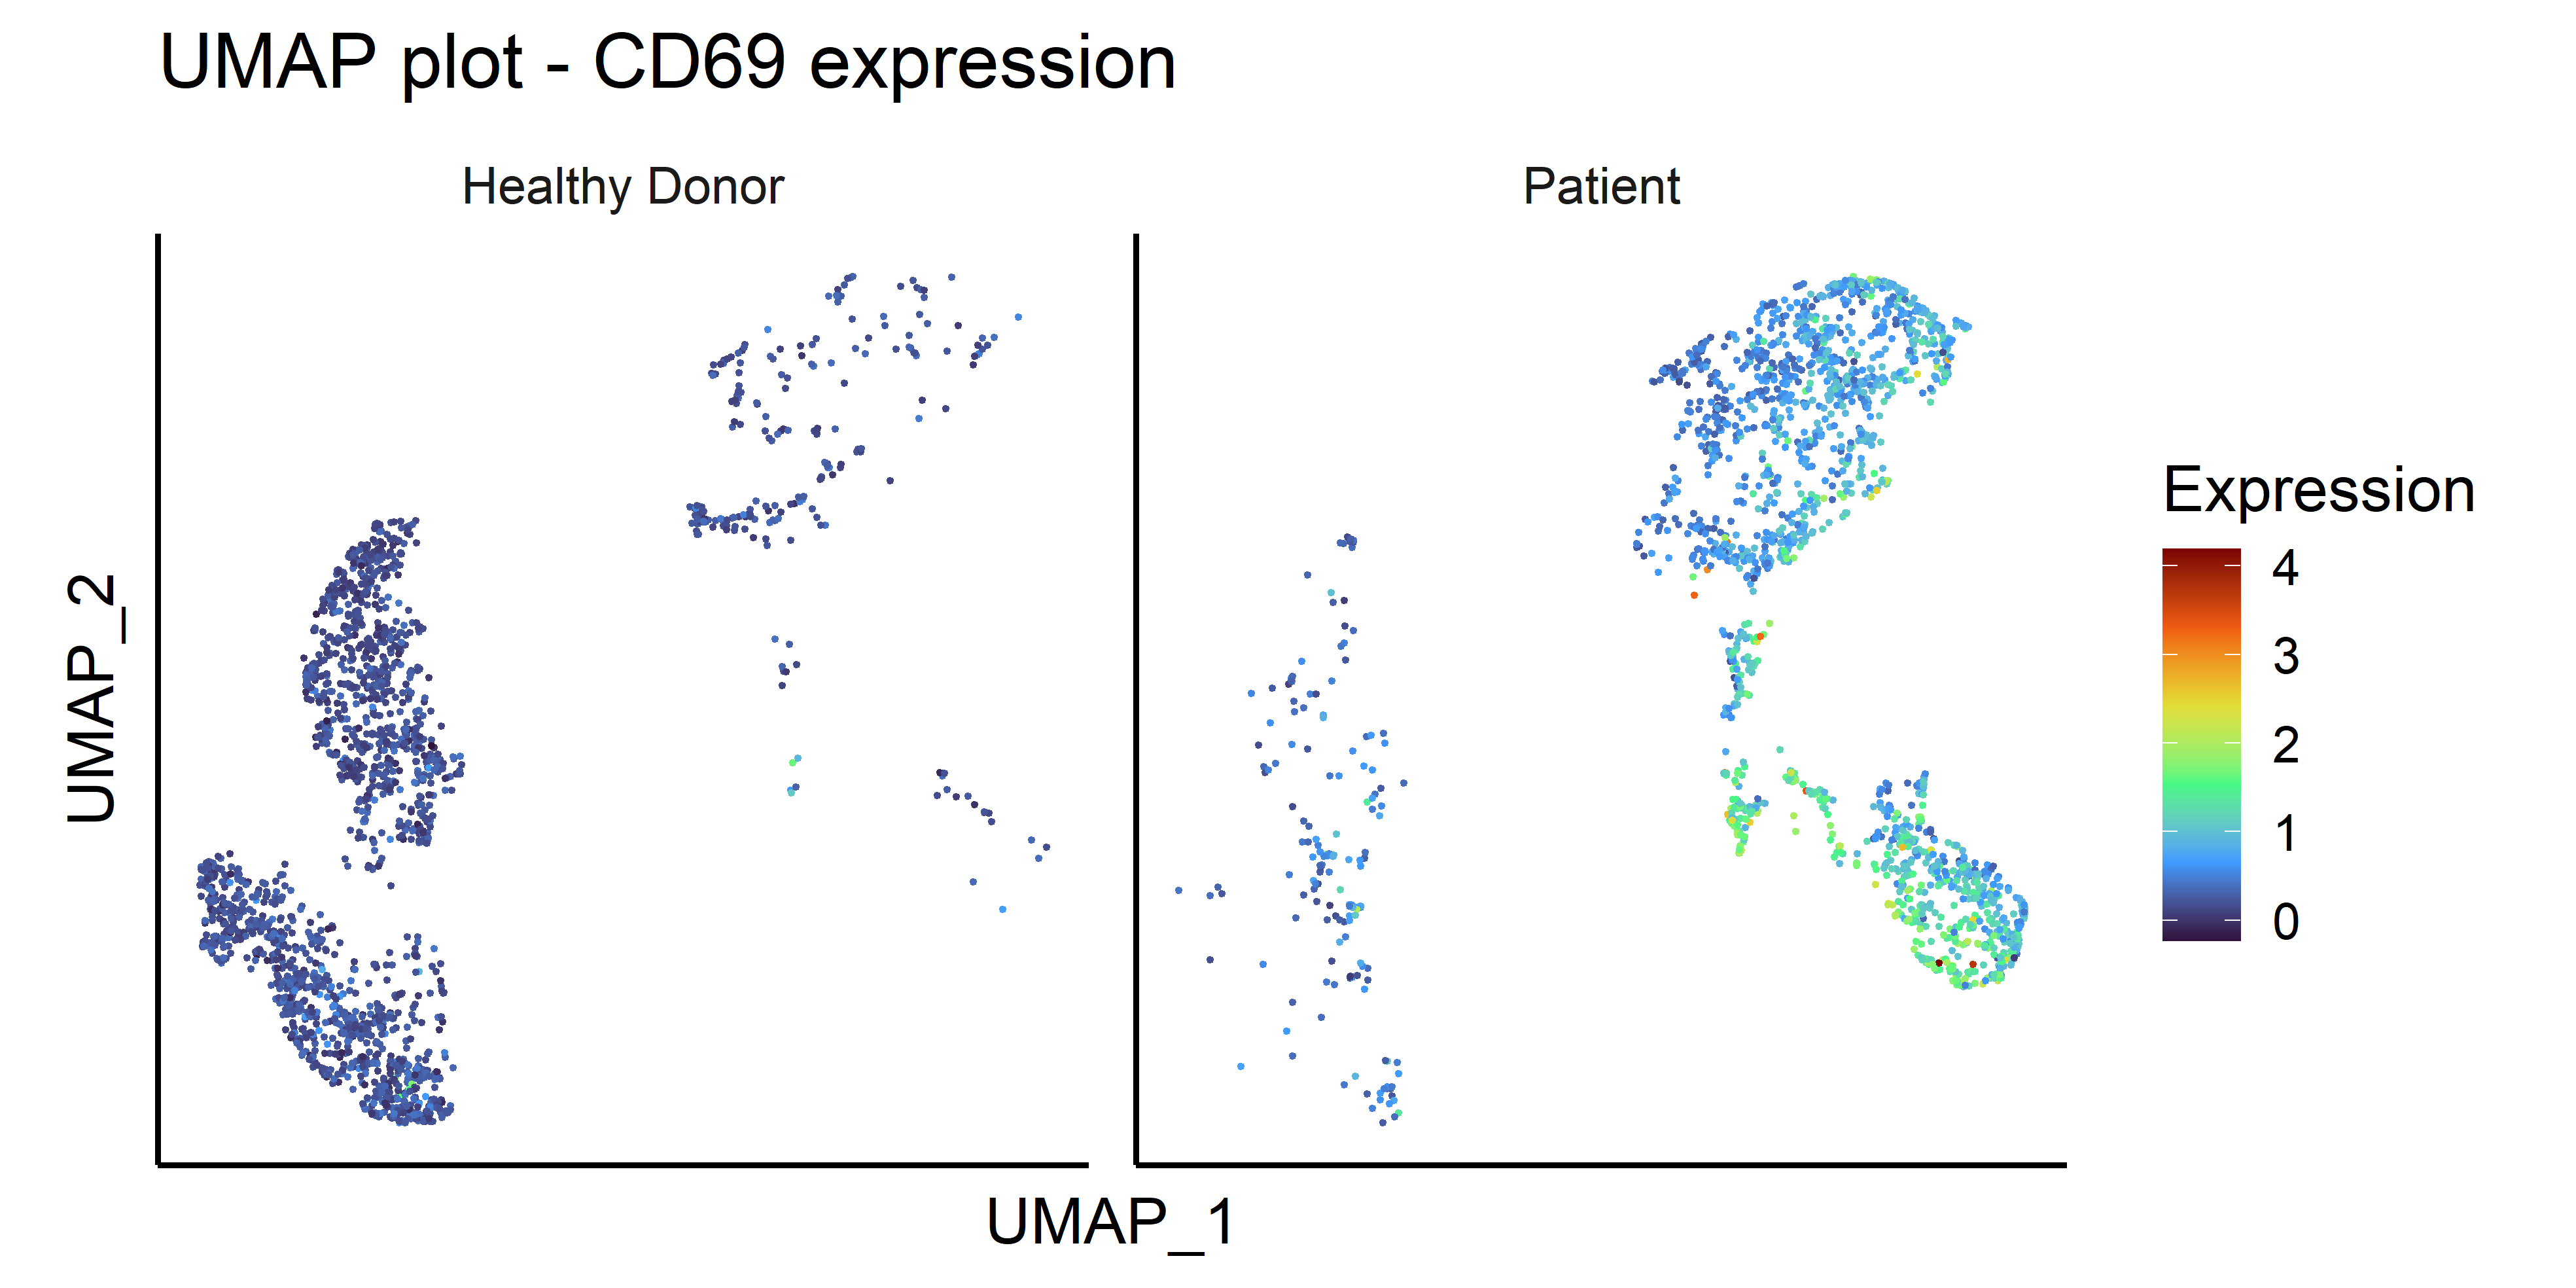 UMAP plot - CD69 expression
Healthy Donor
Patient
UMAP_2
UMAP_1
Expression
4
3
2
1
0